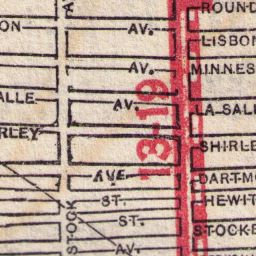 ROUND
ON AV.
LISBON
AV. MINNES
ALLE AV. LA SALL
RLEY SHIRLE
13-19
AVE. DARTMO
ST. HEWIT
ST. STOCKB
STOCK
AV.